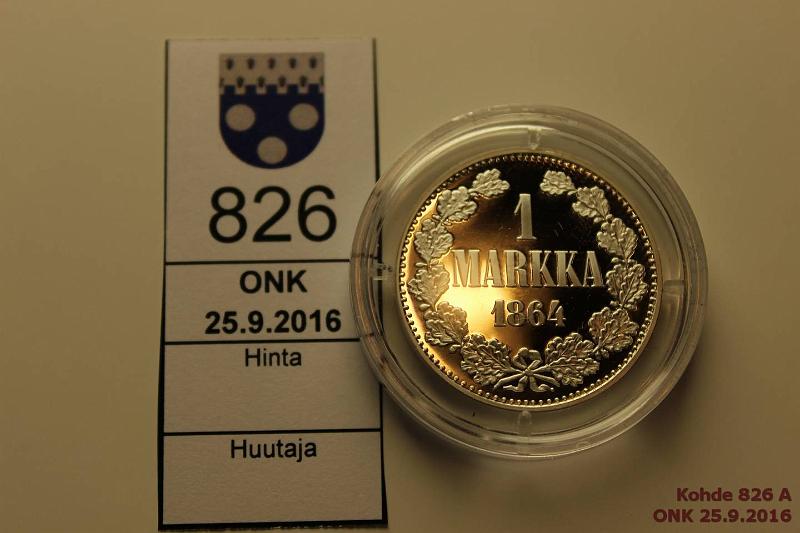 826
ONK
25.9.2016
Hinta
Huutaja
1
MARKKA
1864
Kohde 826 A
ONK 25.9.2016